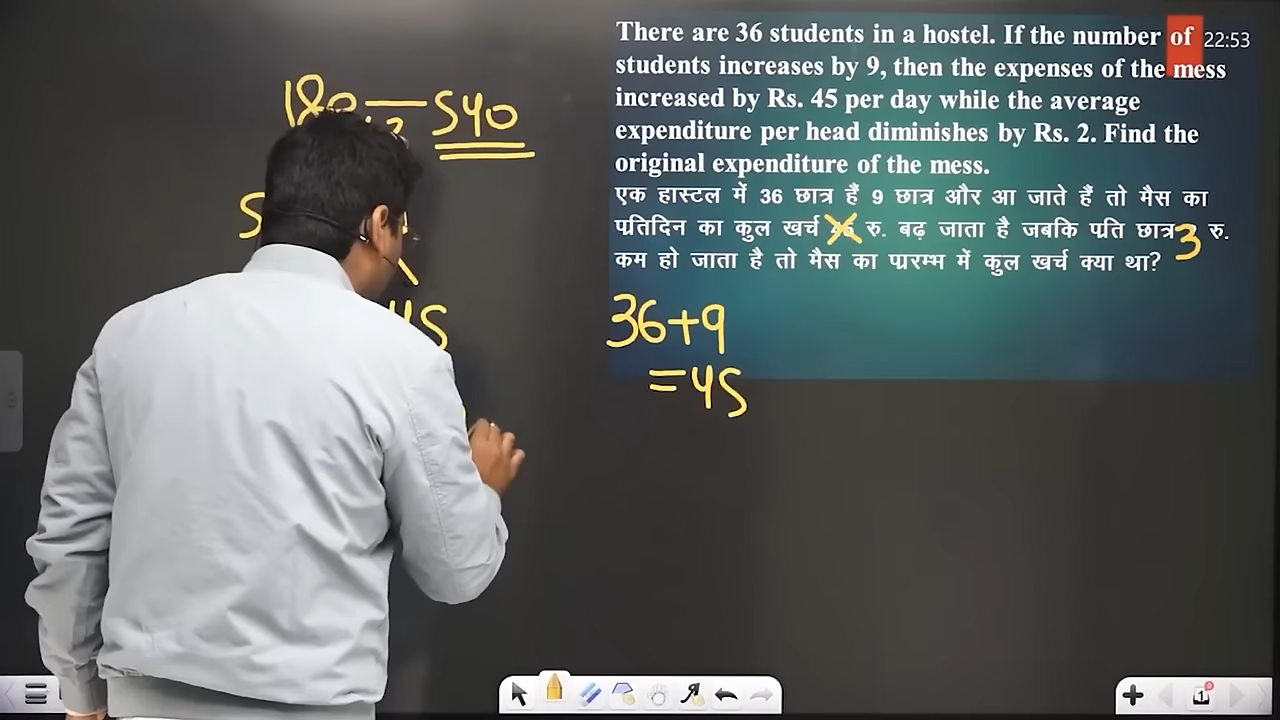 There are 36 students in a hostel. If the number of
students increases by 9, then the expenses of the mess
increased by Rs. 45 per day while the average
expenditure per head diminishes by Rs. 2. Find the
original expenditure of the mess.
एक हास्टल में 36 छात्र हैं 9 छात्र और आ जाते हैं तो मैस का
प्रतिदिन का कुल खर्च रु. बढ़ जाता है जबकि प्रति छात्र 3 रु.
कम हो जाता है तो मैस का प्रारम्भ में कुल खर्च क्या था?
22:53
180 — 540
45
36+9
=45